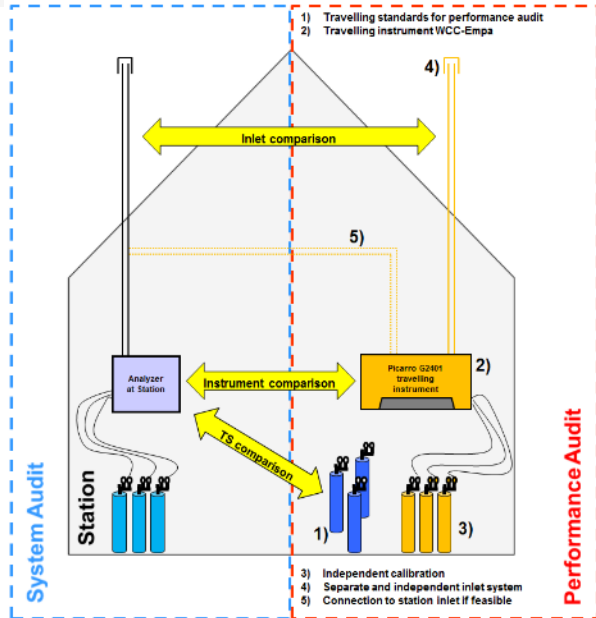 1) Travelling standards for performance audit
2) Travelling instrument WCC-Empa
4)
Inlet comparison
5)
Analyzer
at Station
Instrument comparison
Picarro G2401
travelling
instrument
2)
TS comparison
1)
3)
Station
System Audit
Performance Audit
3) Independent calibration
4) Separate and independent inlet system
5) Connection to station inlet if feasible